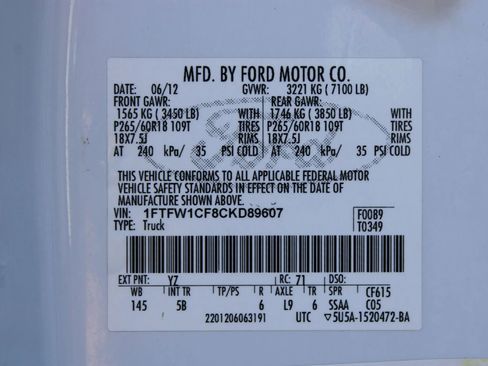 MFD. BY FORD MOTOR CO.
DATE: 06/12 GVWR: 3221 KG ( 7100 LB)
FRONT GAWR: REAR GAWR:
1565 KG ( 3450 LB) WITH 1746 KG ( 3850 LB) WITH
P265/60R18 109T TIRES P265/60R18 109T TIRES
18X7.5J RIMS 18X7.5J RIMS
AT 240 kPa/ 35 PSI COLD AT 240 kPa/ 35 PSI COLD
THIS VEHICLE CONFORMS TO ALL APPLICABLE FEDERAL MOTOR
VEHICLE SAFETY STANDARDS IN EFFECT ON THE DATE OF
MANUFACTURE SHOWN ABOVE.
VIN: 1FTFW1CF8CKD89607 F0089
TYPE: Truck T0349
EXT PNT: YZ RC: 71 DSO:
WB INT TR TP/PS R AXLE TR SPR CF615
145 5B 6 L9 6 SSAA C05
2201206063191 UTC ▽5U5A-1520472-BA